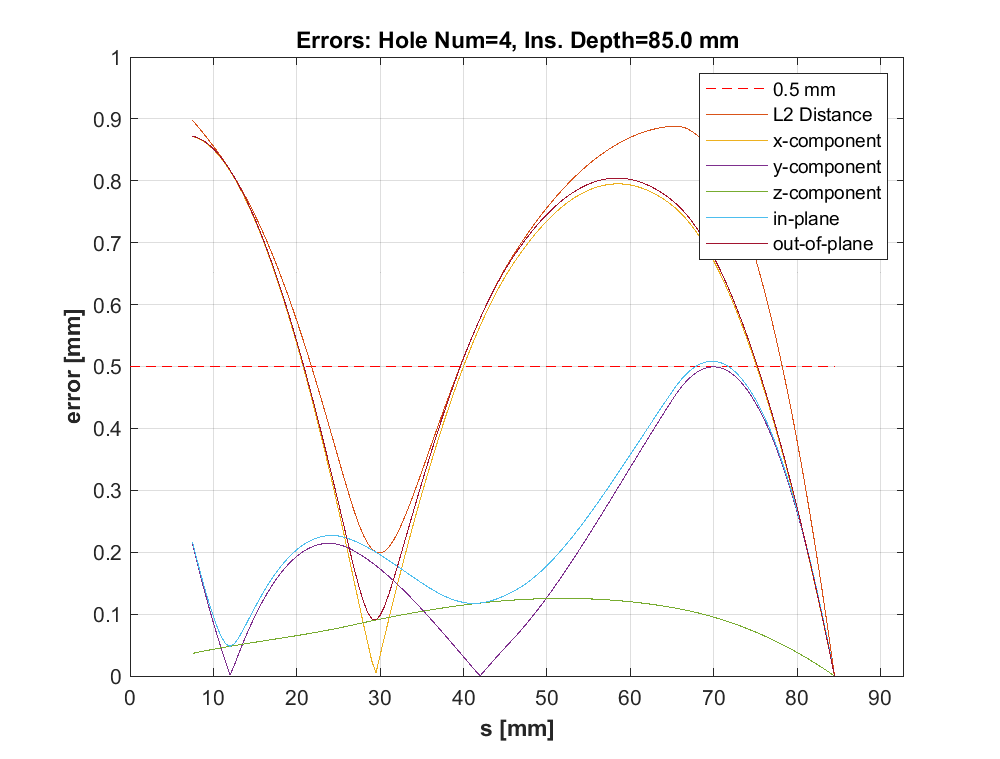 Errors: Hole Num=4, Ins. Depth=85.0 mm
1
0.9
0.8
0.7
0.6
0.5
0.4
0.3
0.2
0.1
0
error [mm]
0.5 mm
L2 Distance
x-component
y-component
z-component
in-plane
out-of-plane
0 10 20 30 40 50 60 70 80 90
s [mm]